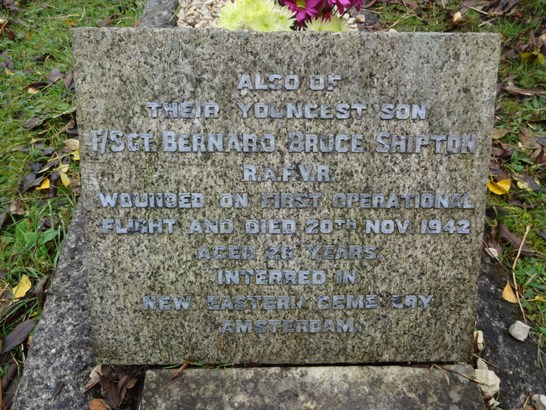 ALSO OF
THEIR YOUNGEST SON
F/SGT. BERNARD BRUCE SHIPTON
R.A.F.V.R.
WOUNDED ON FIRST OPERATIONAL
FLIGHT AND DIED 20TH NOV. 1942
AGED YEARS
INTERRED IN
NEW EASTERN CEMETERY
AMSTERDAM.